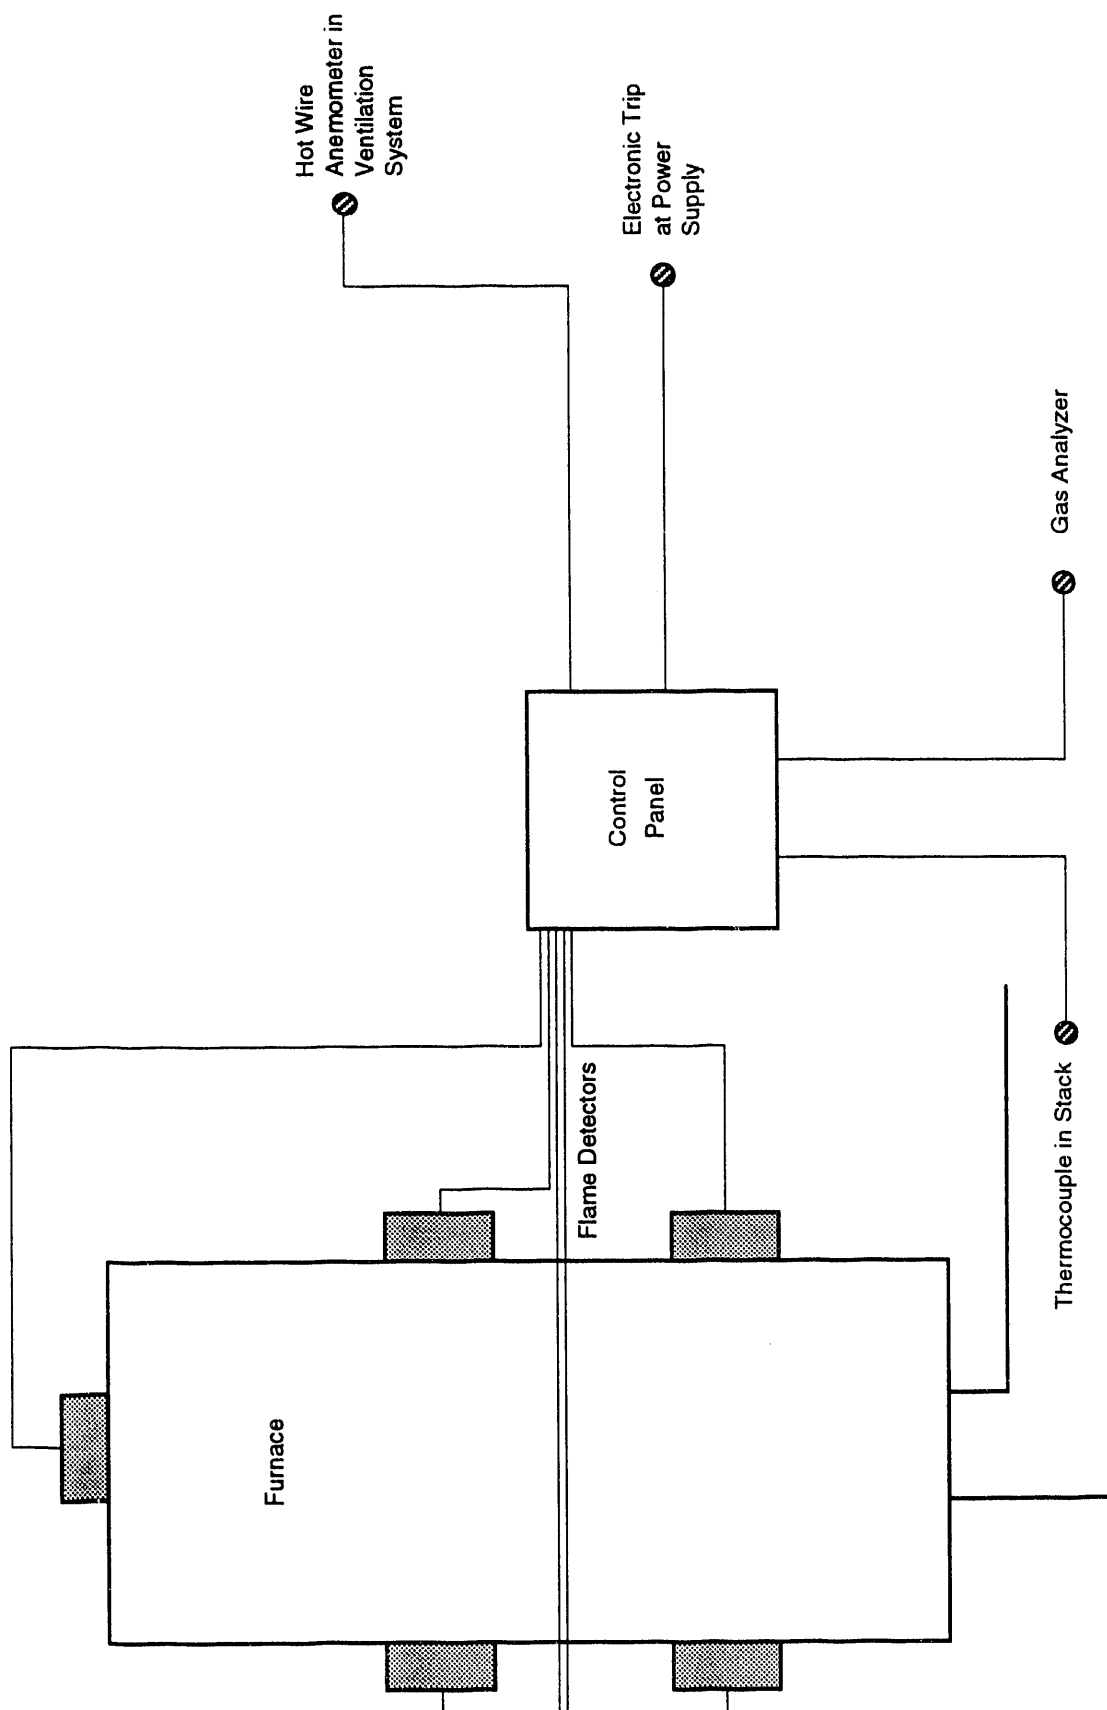 Hot Wire
Anemometer in
Ventilation
System
Electronic Trip
at Power
Supply
Gas Analyzer
Control
Panel
Flame Detectors
Thermocouple in Stack
Furnace